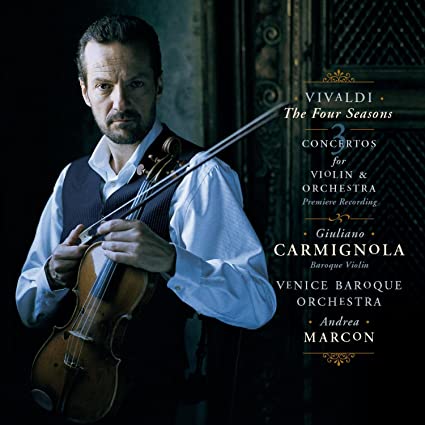 VIVALDI ·
The Four Seasons
3
CONCERTOS
for
VIOLIN &
ORCHESTRA
Premiere Recording
· Giuliano ·
CARMIGNOLA
Baroque Violin
VENICE BAROQUE
ORCHESTRA
· Andrea ·
MARCON